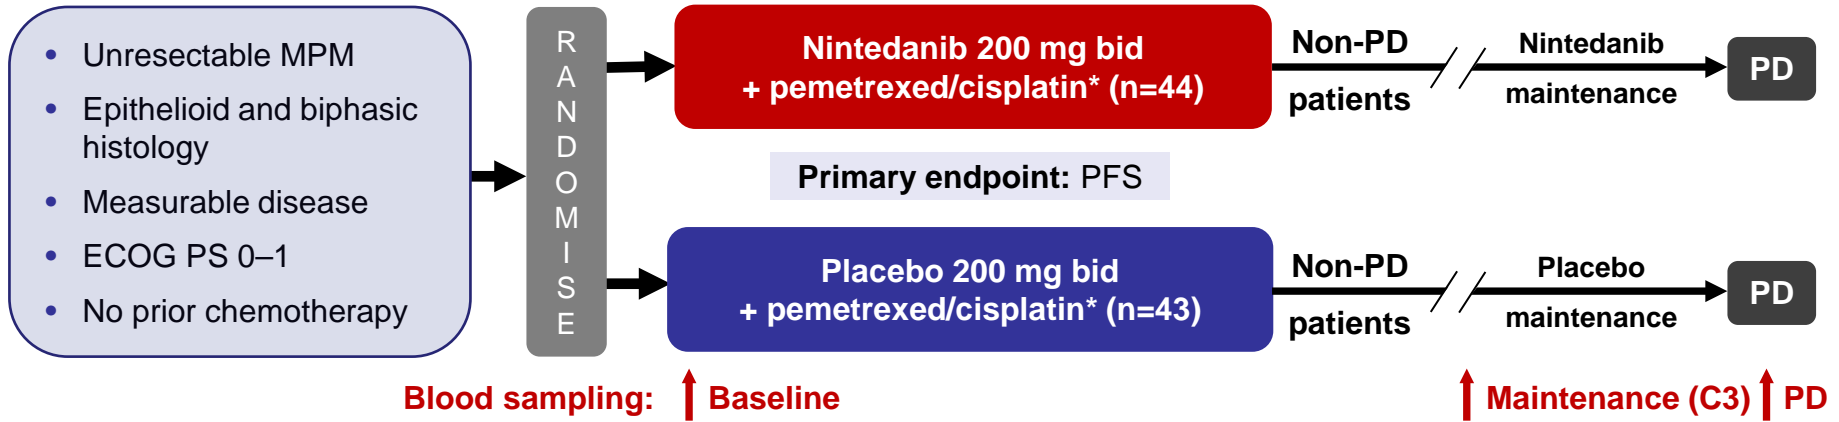 • Unresectable MPM
• Epithelioid and biphasic
histology
• Measurable disease
• ECOG PS 0–1
• No prior chemotherapy
R
A
N
D
O
M
I
S
E
Nintedanib 200 mg bid
+ pemetrexed/cisplatin* (n=44)
Non-PD
patients
Nintedanib
maintenance
PD
Primary endpoint: PFS
Placebo 200 mg bid
+ pemetrexed/cisplatin* (n=43)
Non-PD
patients
Placebo
maintenance
PD
Blood sampling: Baseline Maintenance (C3) PD